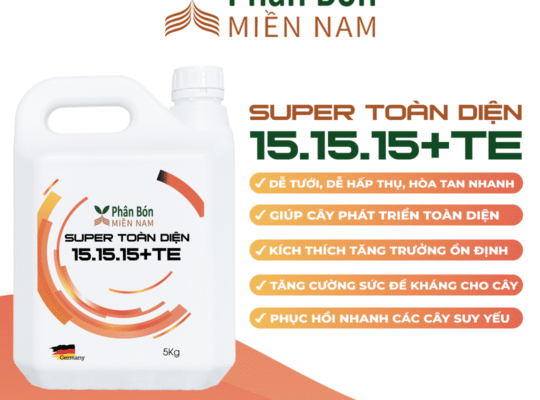 Phân Bón
MIỀN NAM
SUPER TOÀN DIỆN
15.15.15+TE
DỄ TƯỚI, DỄ HẤP THỤ, HÒA TAN NHANH
GIÚP CÂY PHÁT TRIỂN TOÀN DIỆN
KÍCH THÍCH TĂNG TRƯỞNG ỔN ĐỊNH
TĂNG CƯỜNG SỨC ĐỀ KHÁNG CHO CÂY
PHỤC HỒI NHANH CÁC CÂY SUY YẾU
Phân Bón
MIỀN NAM
SUPER TOÀN DIỆN
15.15.15+TE
Germany
5Kg